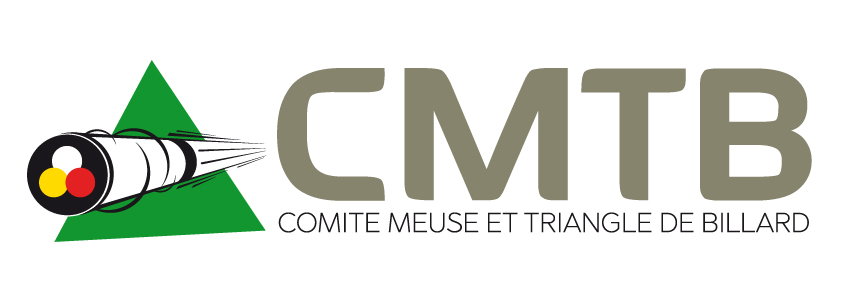 CMTB
COMITE MEUSE ET TRIANGLE DE BILLARD